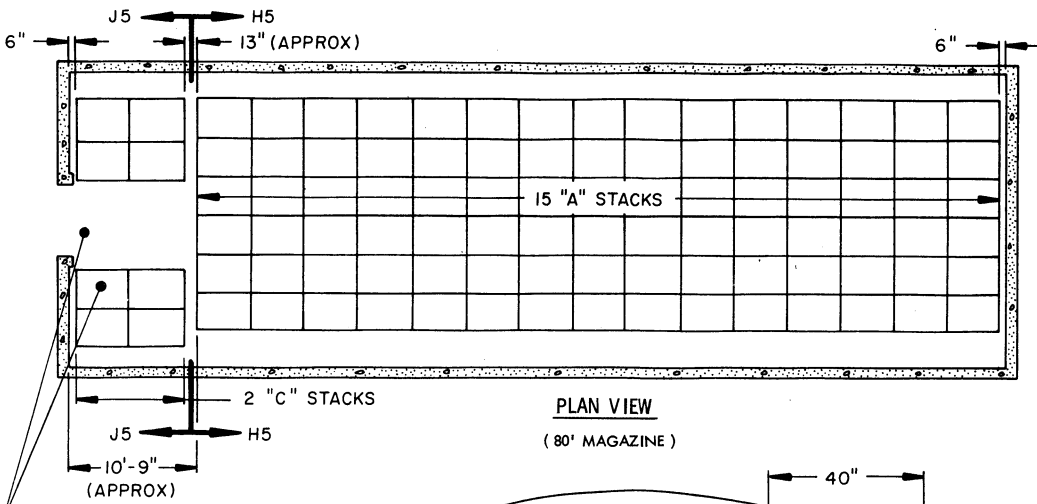 J5 H5
6" 13" (APPROX) 6"
15 "A" STACKS
2 "C" STACKS
PLAN VIEW
(80' MAGAZINE)
J5 H5
10'-9"
(APPROX)
40"